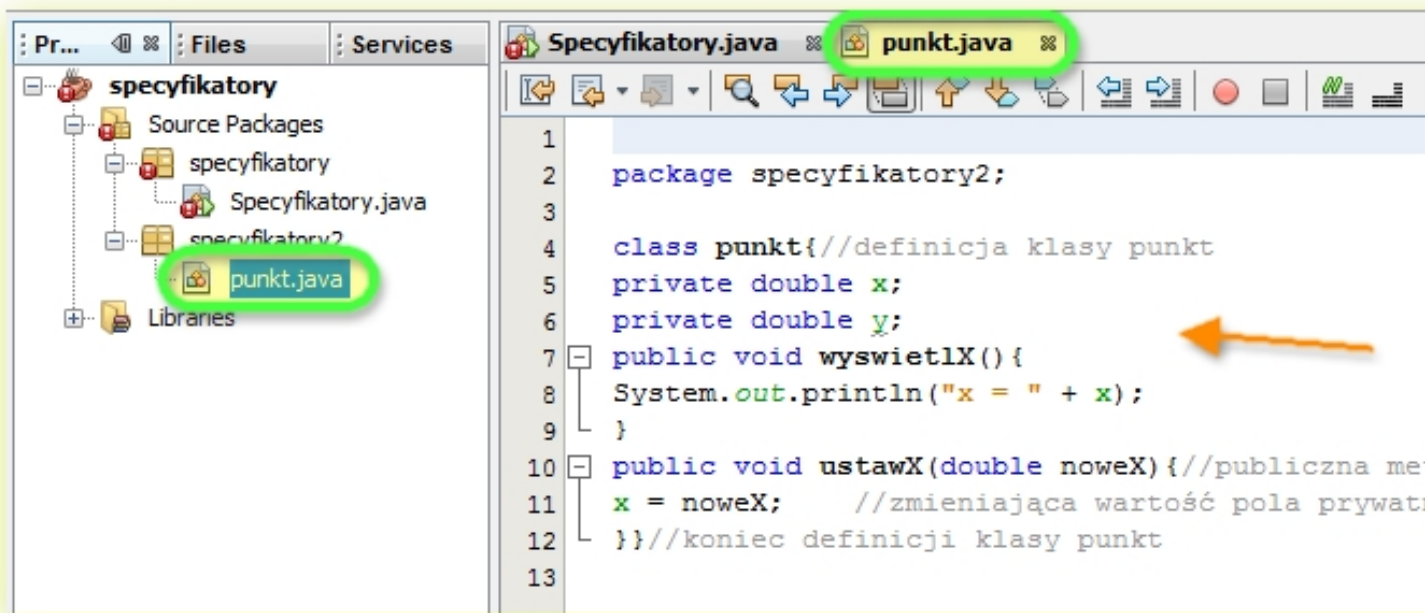 Pr... Files Services
specyfikatory
Source Packages
specyfikatory
Specyfikatory.java
specyfikatory2
punkt.java
Libraries
Specyfikatory.java punkt.java
1
2 package specyfikatory2;
3
4 class punkt{//definicja klasy punkt
5 private double x;
6 private double y;
7 public void wyswietlX(){
8 System.out.println("x = " + x);
9 }
10 public void ustawX(double noweX){//publiczna me
11 x = noweX; //zmieniająca wartość pola prywat
12 }}//koniec definicji klasy punkt
13